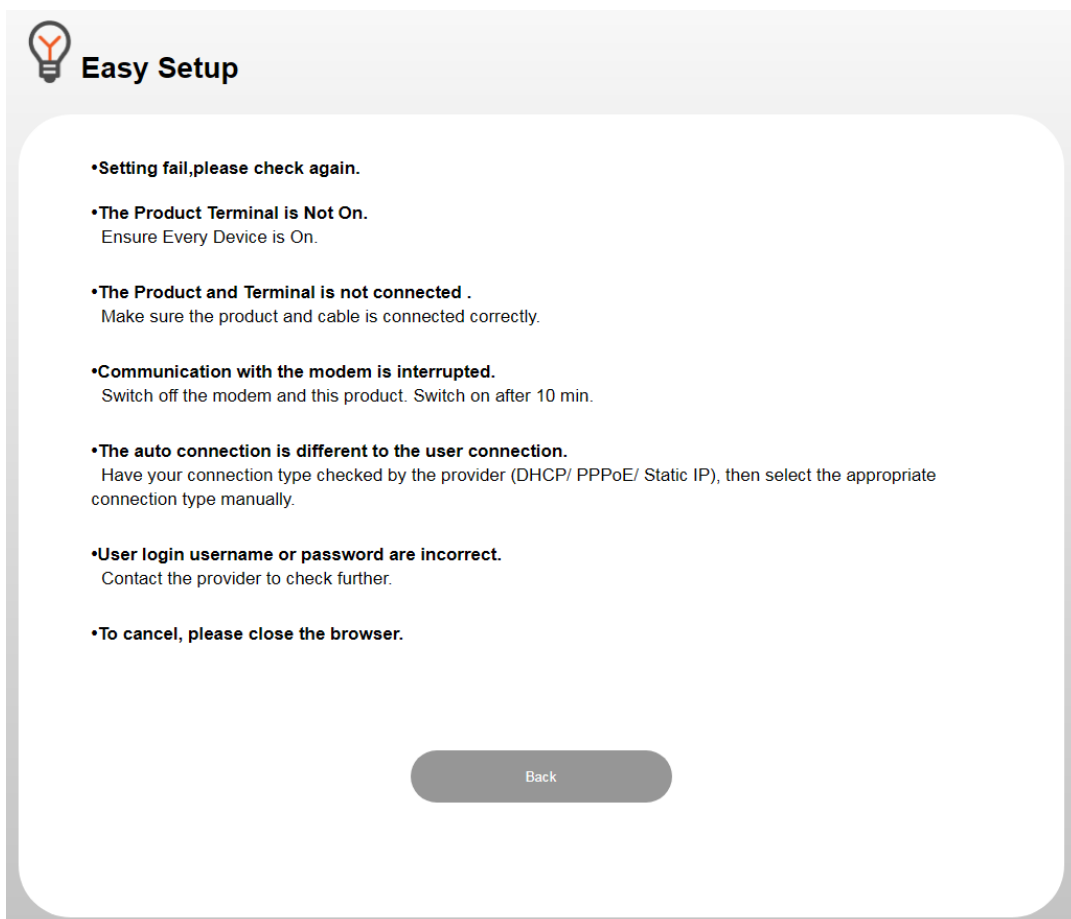 Easy Setup
•Setting fail,please check again.
•The Product Terminal is Not On.
Ensure Every Device is On.
•The Product and Terminal is not connected .
Make sure the product and cable is connected correctly.
•Communication with the modem is interrupted.
Switch off the modem and this product. Switch on after 10 min.
•The auto connection is different to the user connection.
Have your connection type checked by the provider (DHCP/ PPPoE/ Static IP), then select the appropriate
connection type manually.
•User login username or password are incorrect.
Contact the provider to check further.
•To cancel, please close the browser.
Back